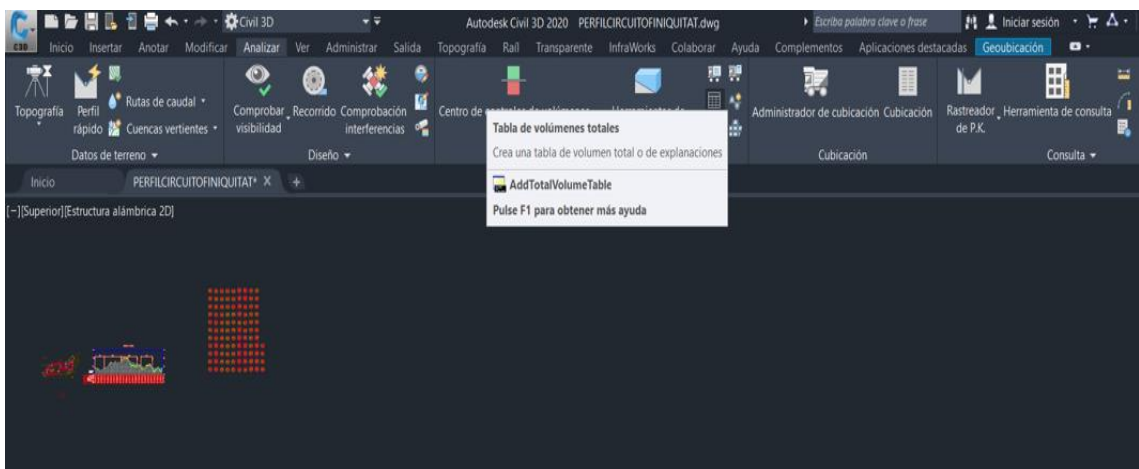 C3D
Civil 3D
Autodesk Civil 3D 2020 PERFILCIRCUITOFINIQUITAT.dwg
Escriba palabra clave o frase
Iniciar sesión
Inicio Insertar Anotar Modificar Analizar Ver Administrar Salida Topografía Raíl Transparente InfraWorks Colaborar Ayuda Complementos Aplicaciones destacadas Geoubicación
Topografía
Perfil rápido
Rutas de caudal
Cuencas vertientes
Datos de terreno
Comprobar visibilidad
Recorrido
Comprobación interferencias
Diseño
Centro de
Administrador de cubicación
Cubicación
Cubicación
Rastreador de P.K.
Herramienta de consulta
Consulta
Tabla de volúmenes totales
Crea una tabla de volumen total o de explanaciones
AddTotalVolumeTable
Pulse F1 para obtener más ayuda
Inicio
PERFILCIRCUITOFINIQUITAT* X +
[−][Superior][Estructura alámbrica 2D]